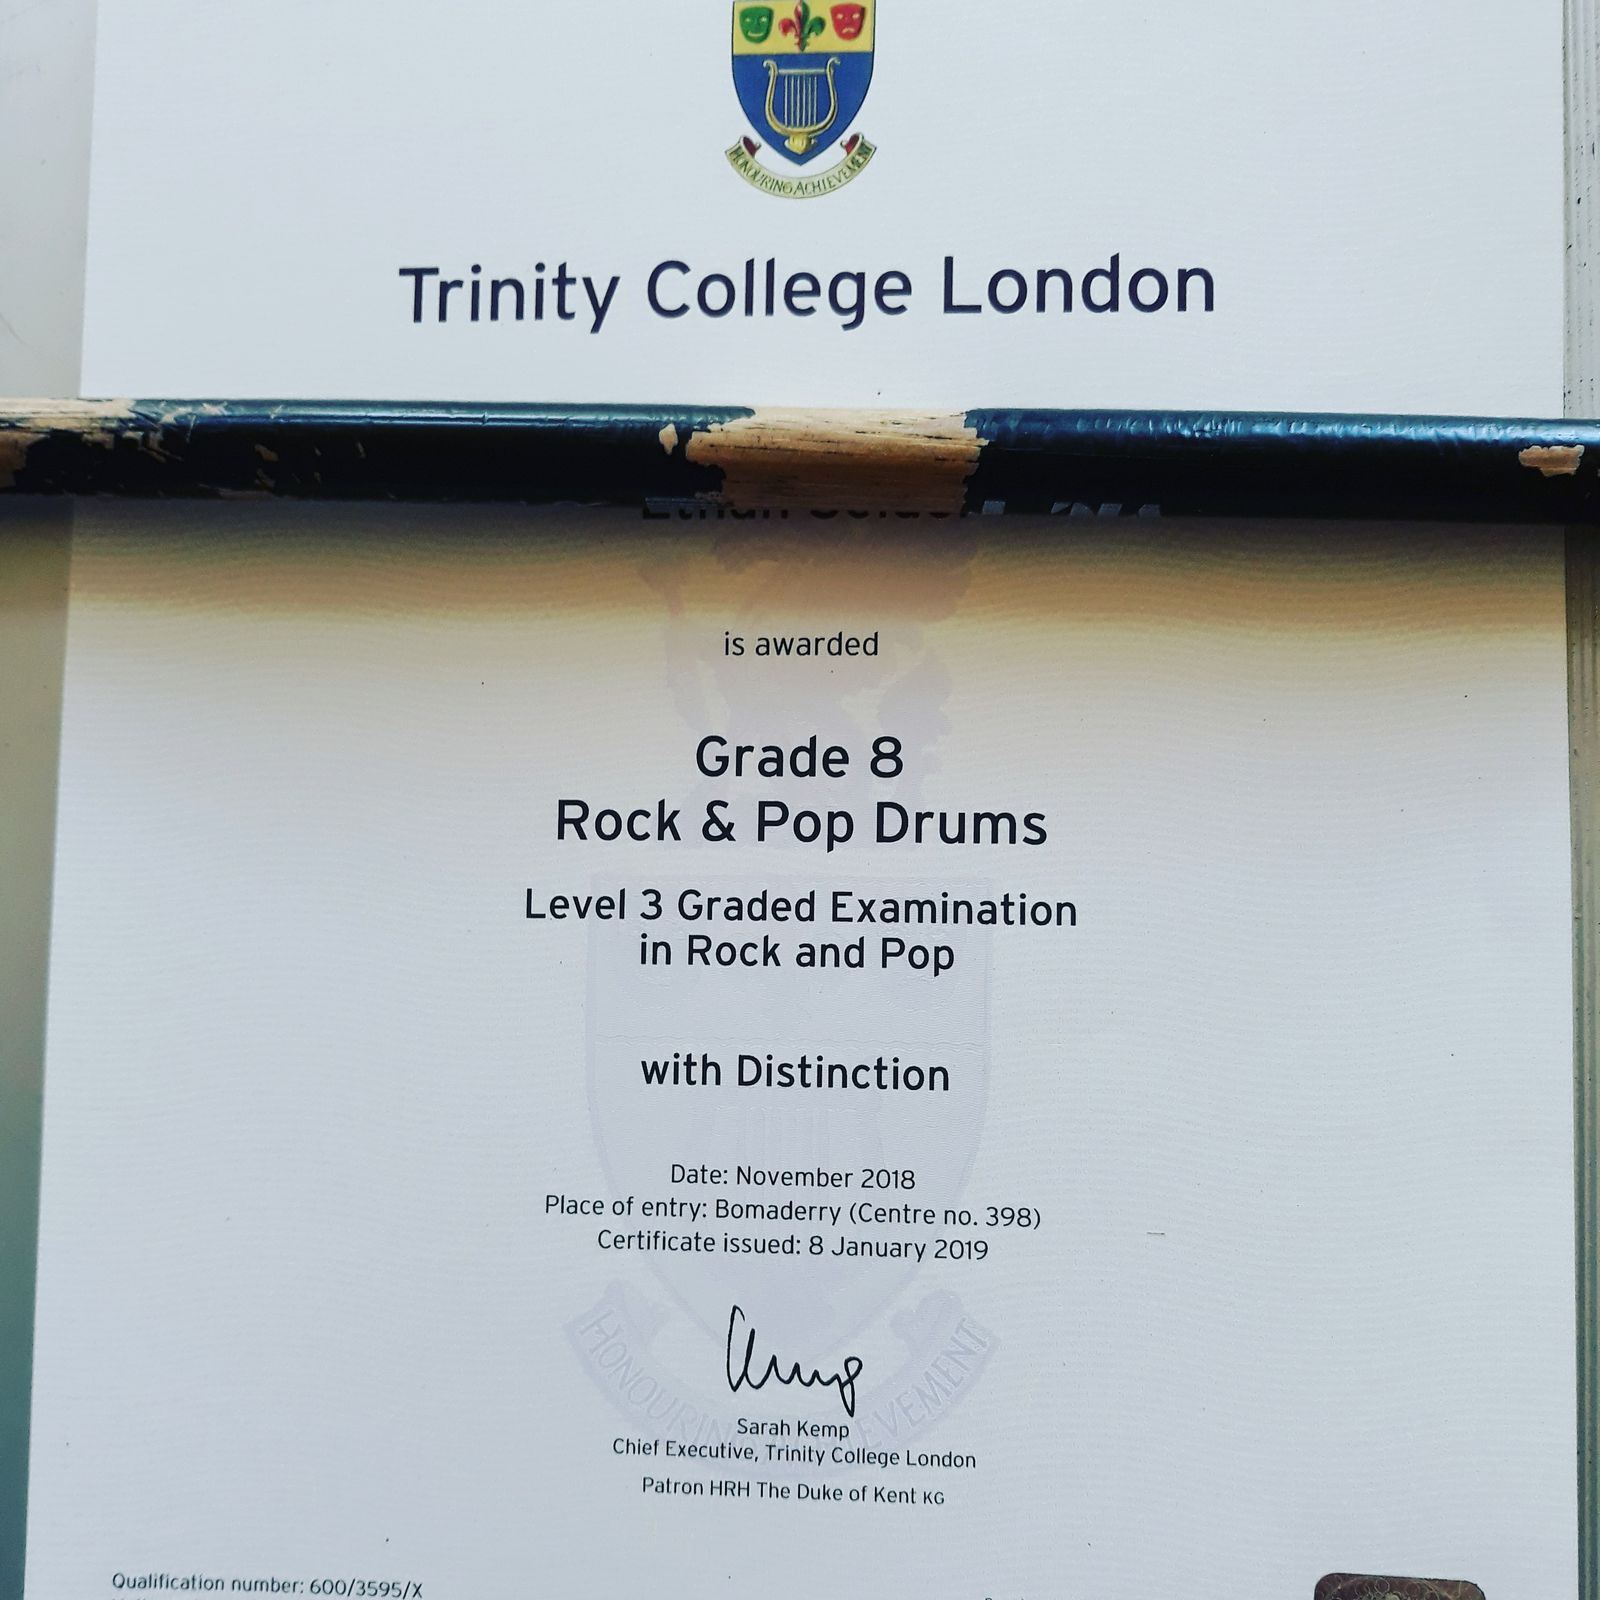 HONOURING ACHIEVEMENT
Trinity College London
is awarded
Grade 8
Rock & Pop Drums
Level 3 Graded Examination
in Rock and Pop
with Distinction
Date: November 2018
Place of entry: Bomaderry (Centre no. 398)
Certificate issued: 8 January 2019
HONOURING ACHIEVEMENT
Sarah Kemp
Chief Executive, Trinity College London
Patron HRH The Duke of Kent KG
Qualification number: 600/3595/X